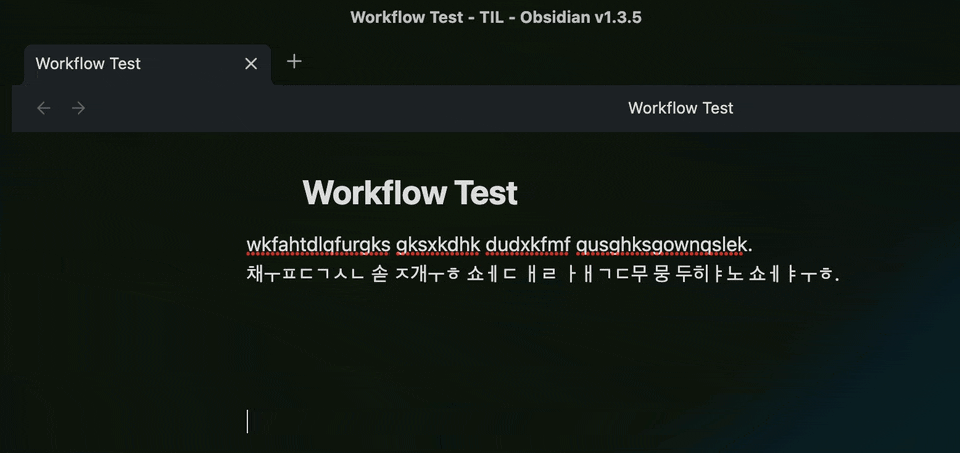 Workflow Test - TIL - Obsidian v1.3.5
Workflow Test
Workflow Test
Workflow Test
wkfahtdlqfurgks gksxkdhk dudxkfmf qusghksgownqslek.
채ㅜㅍㄷㄱㅅㄴ 솓 ㅈ개ㅜㅎ 쇼ㅔㄷ ㅐㄹ ㅏㅐㄱㄷ무 뭉 두히ㅑ노 쇼ㅔㅑㅜㅎ.